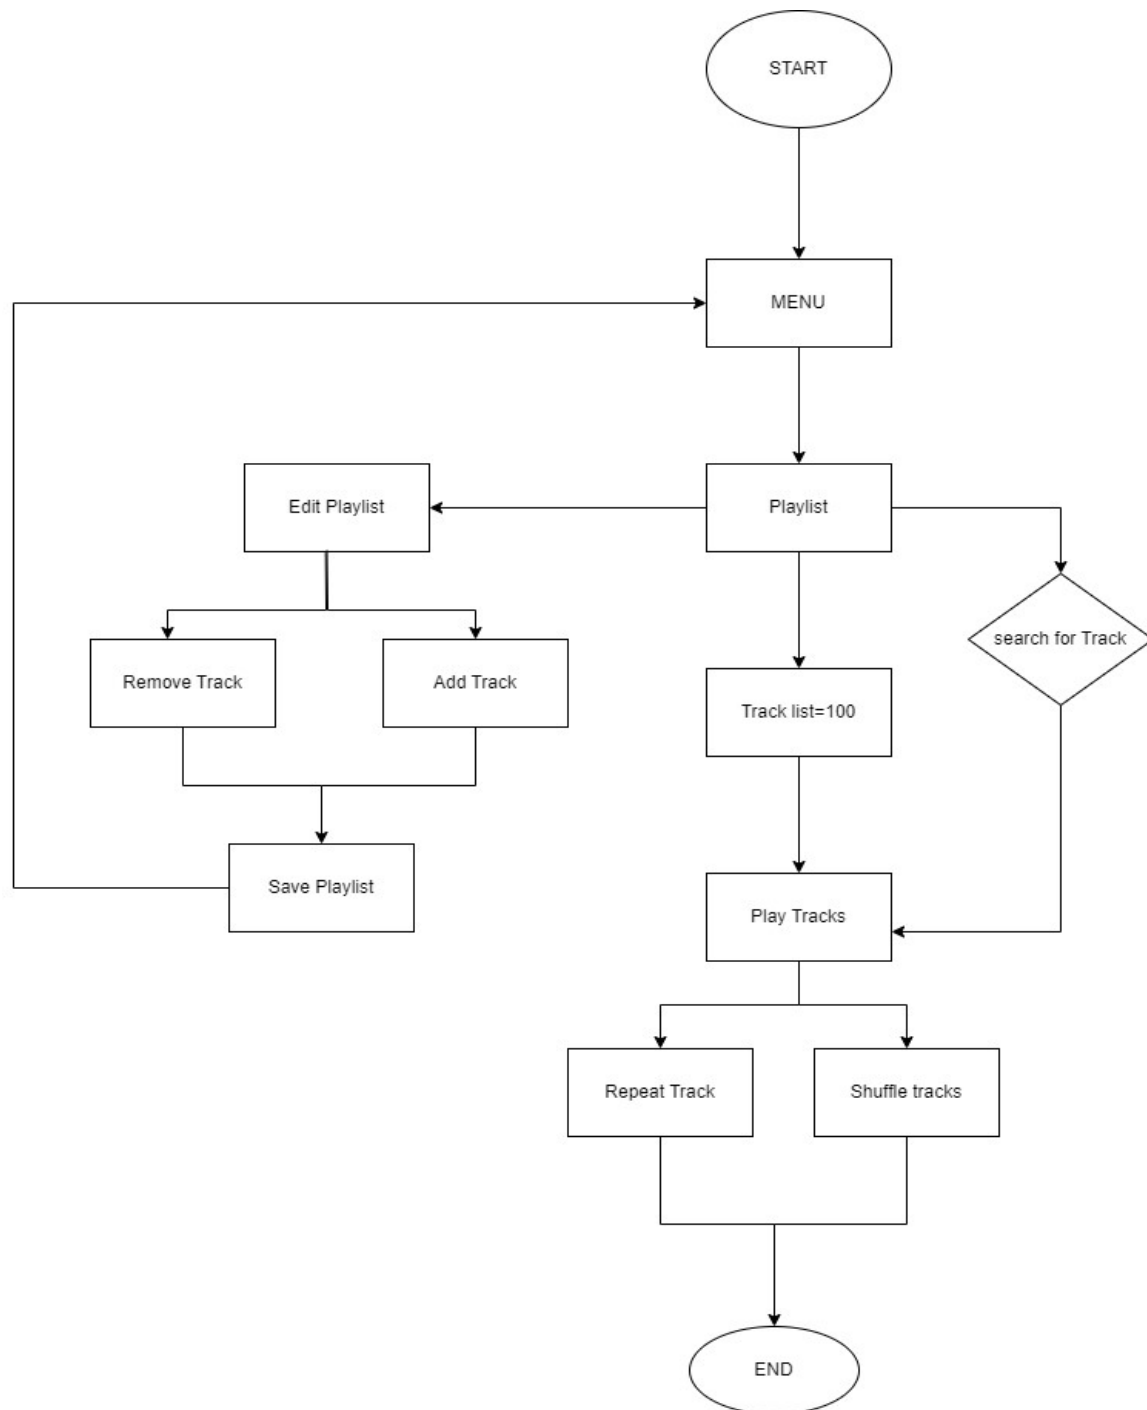 START
MENU
Edit Playlist
Playlist
search for Track
Remove Track
Add Track
Track list=100
Save Playlist
Play Tracks
Repeat Track
Shuffle tracks
END